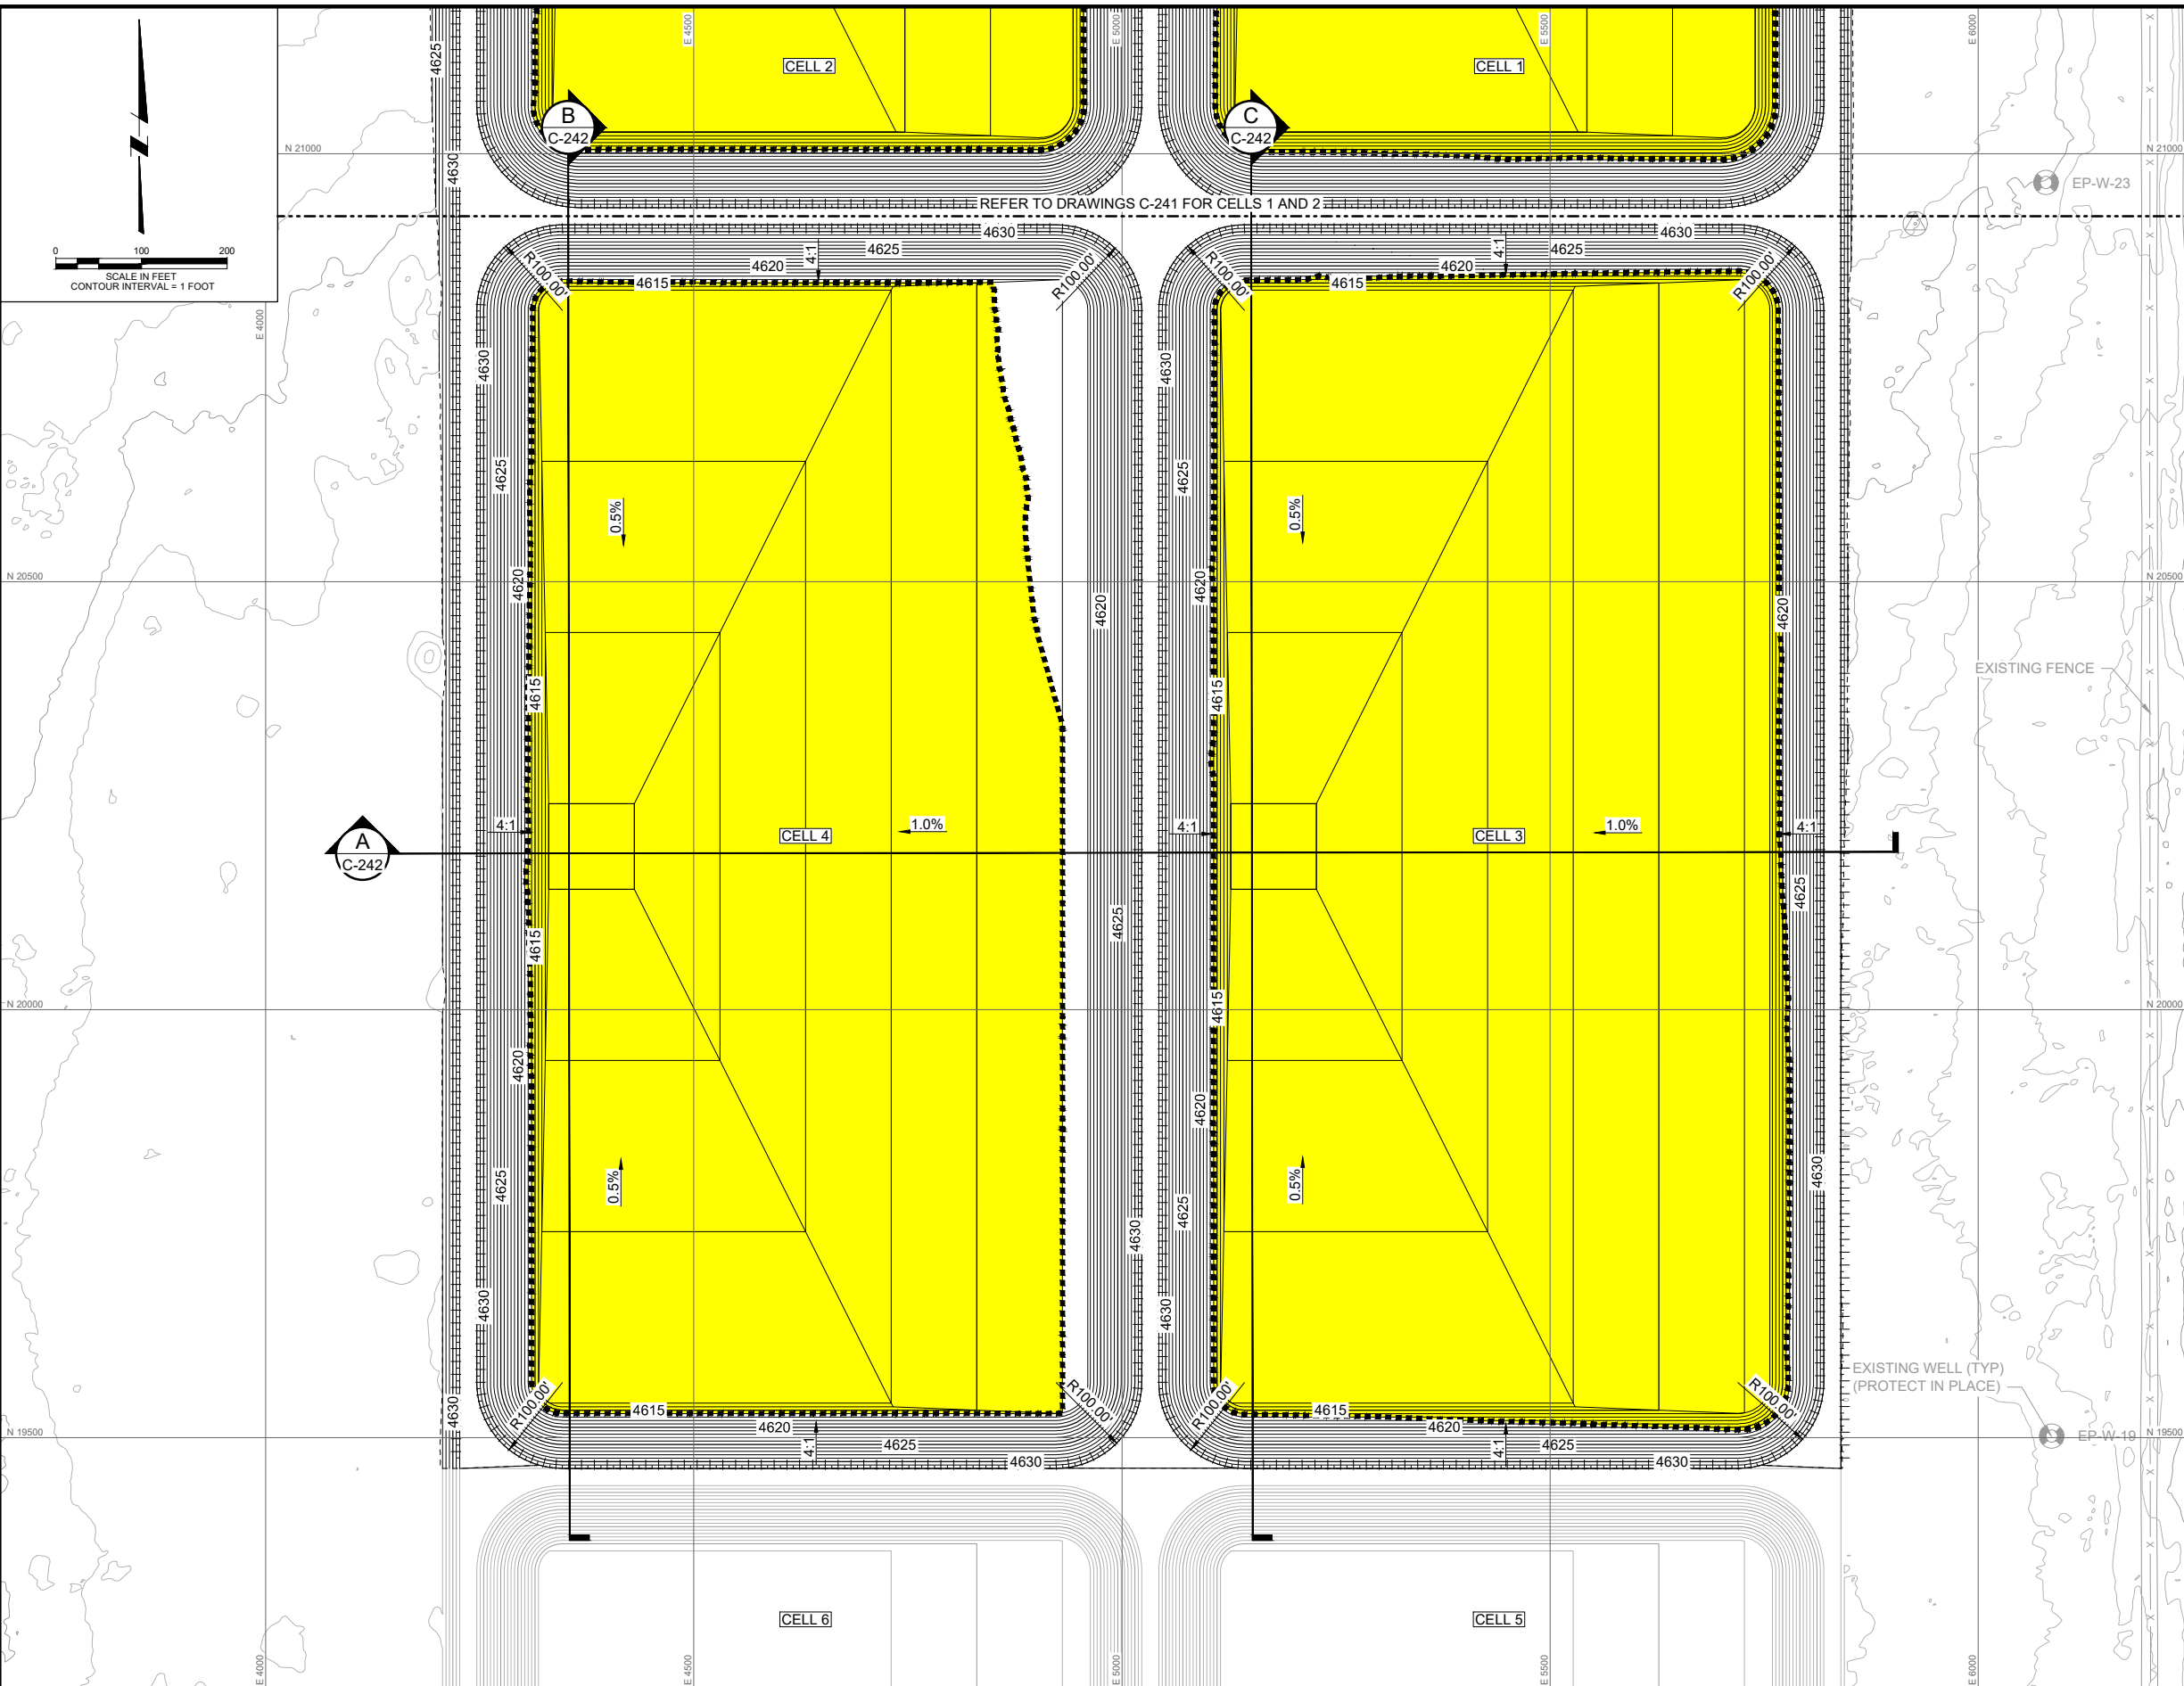 E 4500
E 5000
E 5500
E 6000
4625
CELL 2
CELL 1
B
C-242
C
C-242
N 21000
N 21000
4630
EP-W-23
REFER TO DRAWINGS C-241 FOR CELLS 1 AND 2
0 100 200
SCALE IN FEET
CONTOUR INTERVAL = 1 FOOT
4630
4630
4:1
4625
4:1
4625
4620
4620
R100.00'
R100.00'
R100.00'
R100.00'
4615
4615
E 4000
4630
4630
4625
4625
0.5%
0.5%
N 20500
N 20500
4620
4620
4620
4620
EXISTING FENCE
4615
4615
4:1
CELL 4
1.0%
4:1
CELL 3
1.0%
4:1
A
C-242
4625
4625
4615
4615
N 20000
N 20000
4620
4620
4625
0.5%
4625
0.5%
4630
4630
4630
4630
EXISTING WELL (TYP)
(PROTECT IN PLACE)
R100.00'
R100.00'
R100.00'
R100.00'
4630
4615
4615
4620
4620
N 19500
N 19500
EP-W-19
4:1
4625
4:1
4625
4630
4630
CELL 6
CELL 5
E 4000
E 4500
E 5000
E 5500
E 6000